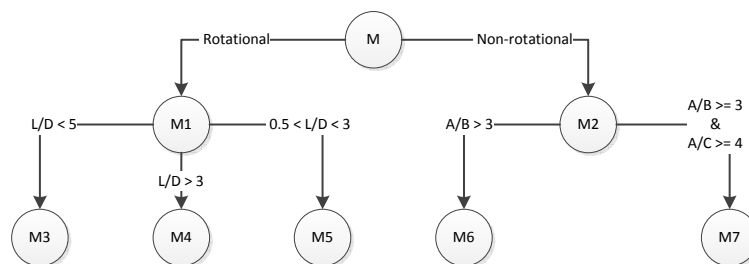 Rotational
M
Non-rotational
L/D < 5
M1
0.5 < L/D < 3
A/B > 3
M2
A/B >= 3
&
A/C >= 4
L/D > 3
M3
M4
M5
M6
M7